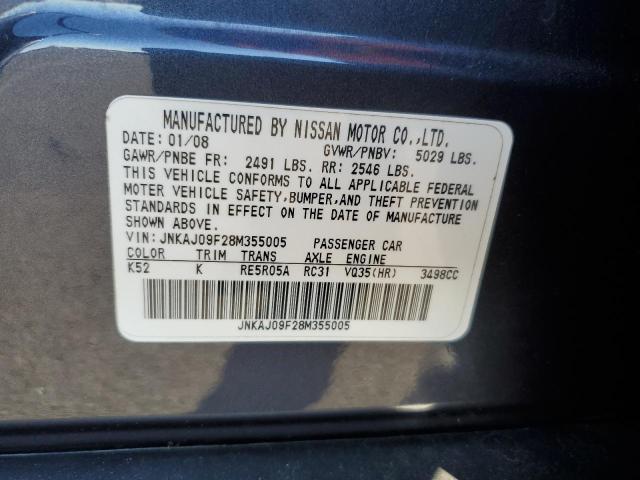 MANUFACTURED BY NISSAN MOTOR CO.,LTD.
DATE: 01/08 GVWR/PNBV: 5029 LBS.
GAWR/PNBE FR: 2491 LBS. RR: 2546 LBS.
THIS VEHICLE CONFORMS TO ALL APPLICABLE FEDERAL
MOTOR VEHICLE SAFETY,BUMPER,AND THEFT PREVENTION
STANDARDS IN EFFECT ON THE DATE OF MANUFACTURE
SHOWN ABOVE.
VIN: JNKAJ09F28M355005 PASSENGER CAR
COLOR TRIM TRANS AXLE ENGINE
K52 K RE5R05A RC31 VQ35(HR) 3498CC
JNKAJ09F28M355005